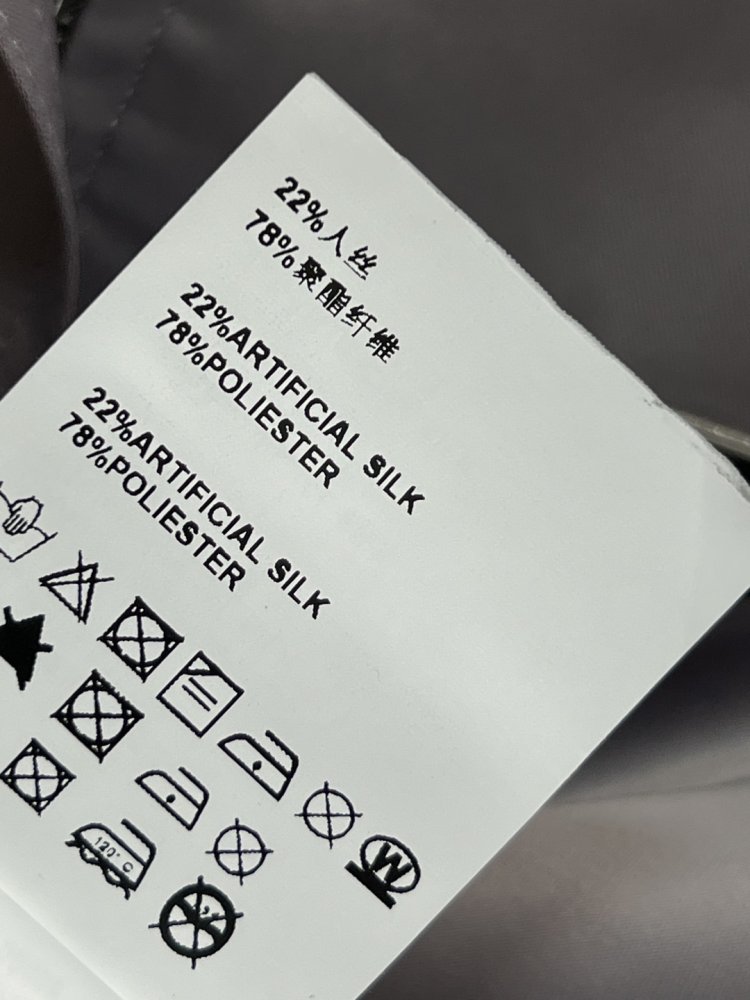 22%人丝
78%聚酯纤维
22%ARTIFICIAL SILK
78%POLIESTER
22%ARTIFICIAL SILK
78%POLIESTER
W
120° C